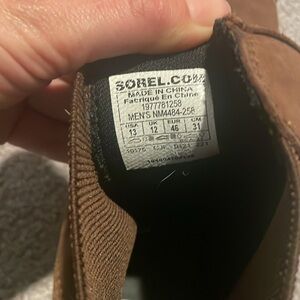 SOREL.COM
MADE IN CHINA
Fabriqué En Chine
1977781258
MEN'S NM4484-258
USA UK EUR CM
13 12 46 31